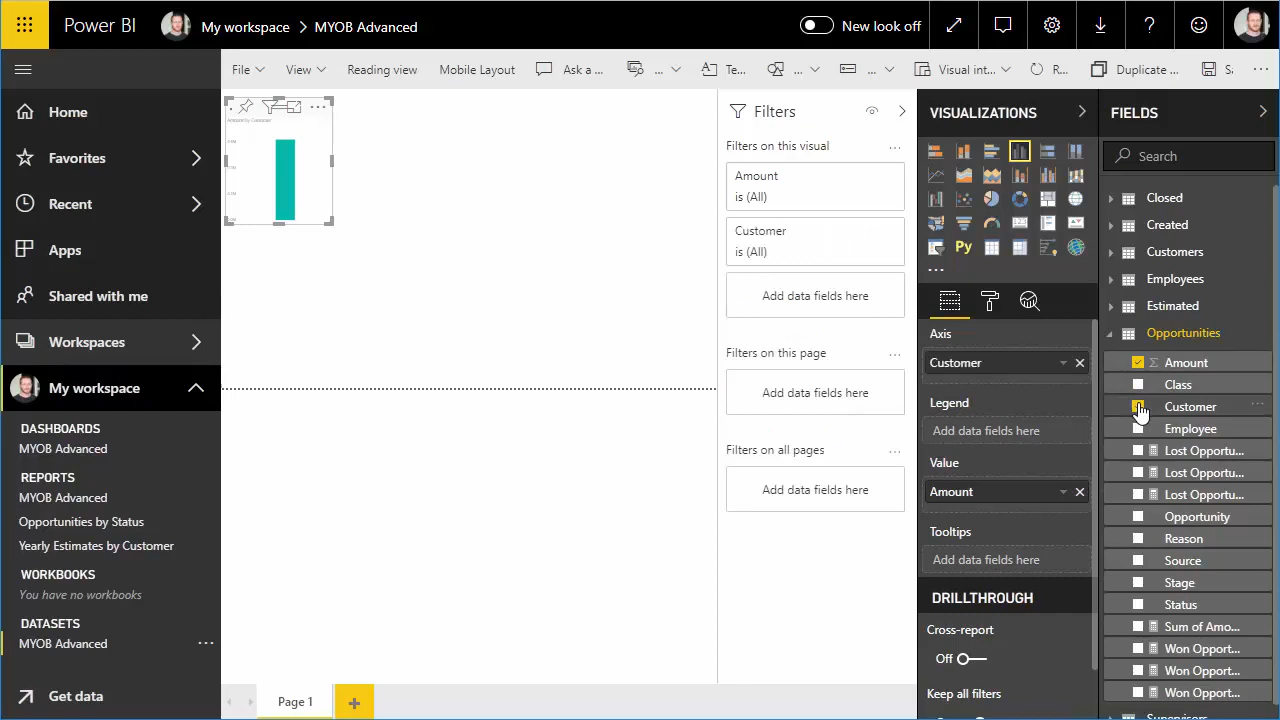 Power BI
My workspace > MYOB Advanced
New look off
File
View
Reading view
Mobile Layout
Ask a ...
...
Te...
...
...
Visual int...
R...
Duplicate ...
S
...
Home
Favorites
Recent
Apps
Shared with me
Workspaces
My workspace
DASHBOARDS
MYOB Advanced
REPORTS
MYOB Advanced
Opportunities by Status
Yearly Estimates by Customer
WORKBOOKS
You have no workbooks
DATASETS
MYOB Advanced
Get data
Amount by Customer
Page 1
Filters
Filters on this visual
Amount
is (All)
Customer
is (All)
Add data fields here
Filters on this page
Add data fields here
Filters on all pages
Add data fields here
VISUALIZATIONS
Py
Axis
Customer
Legend
Add data fields here
Value
Amount
Tooltips
Add data fields here
DRILLTHROUGH
Cross-report
Off
Keep all filters
FIELDS
Search
Closed
Created
Customers
Employees
Estimated
Opportunities
Amount
Class
Customer
Employee
Lost Opportu...
Lost Opportu...
Lost Opportu...
Opportunity
Reason
Source
Stage
Status
Sum of Amo...
Won Opport...
Won Opport...
Won Opport...